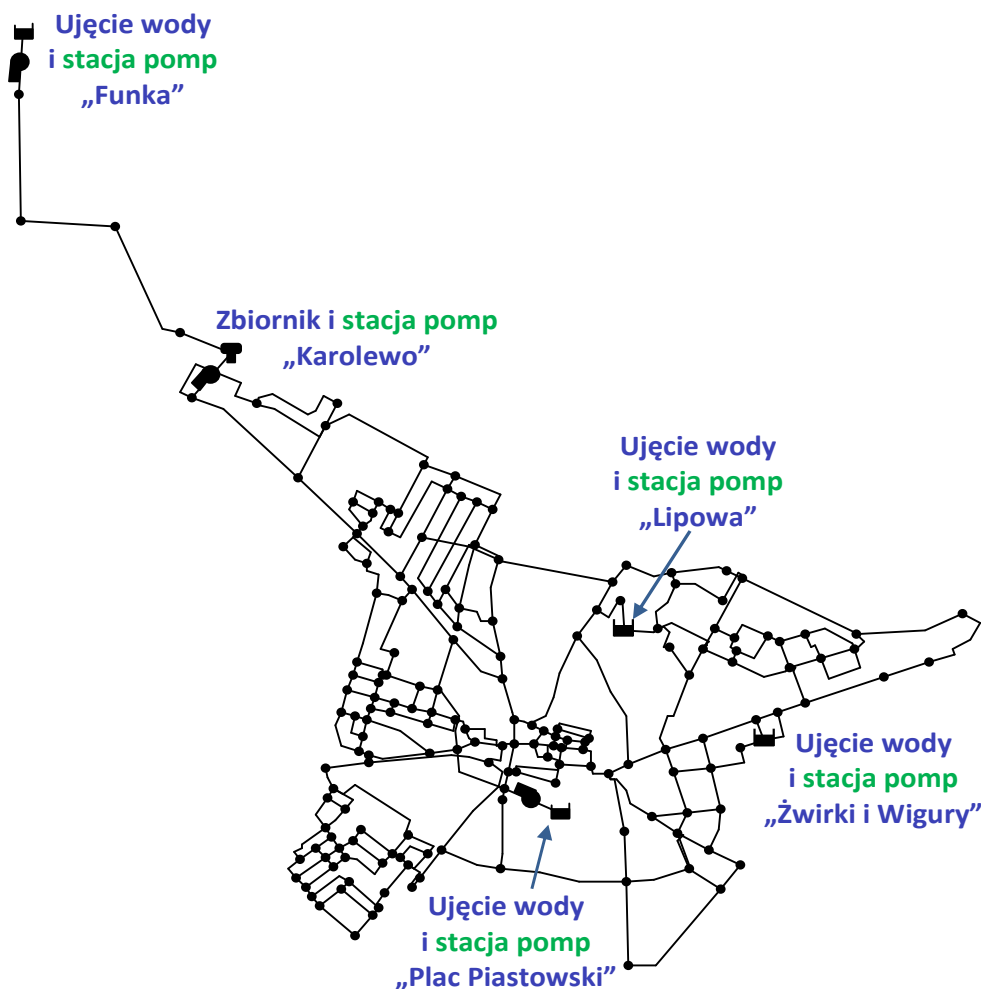 Ujęcie wody
i stacja pomp
„Funka”
Zbiornik i stacja pomp
„Karolewo”
Ujęcie wody
i stacja pomp
„Lipowa”
Ujęcie wody
i stacja pomp
„Żwirki i Wigury”
Ujęcie wody
i stacja pomp
„Plac Piastowski”